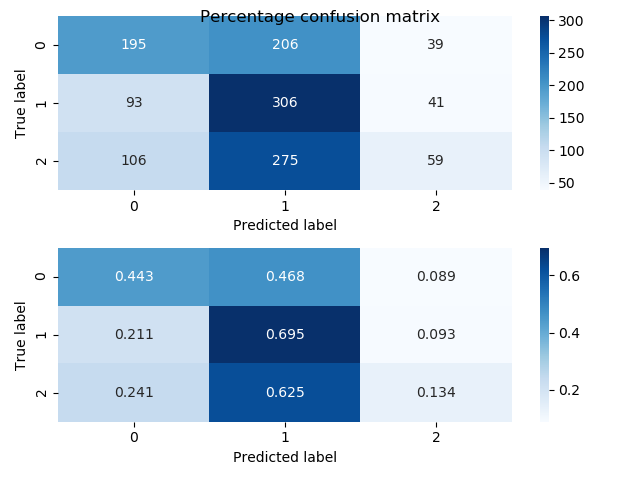 Percentage confusion matrix
True label
0 195 206 39
1 93 306 41
2 106 275 59
0 1 2
Predicted label
300
250
200
150
100
50
True label
0 0.443 0.468 0.089
1 0.211 0.695 0.093
2 0.241 0.625 0.134
0 1 2
Predicted label
0.6
0.4
0.2